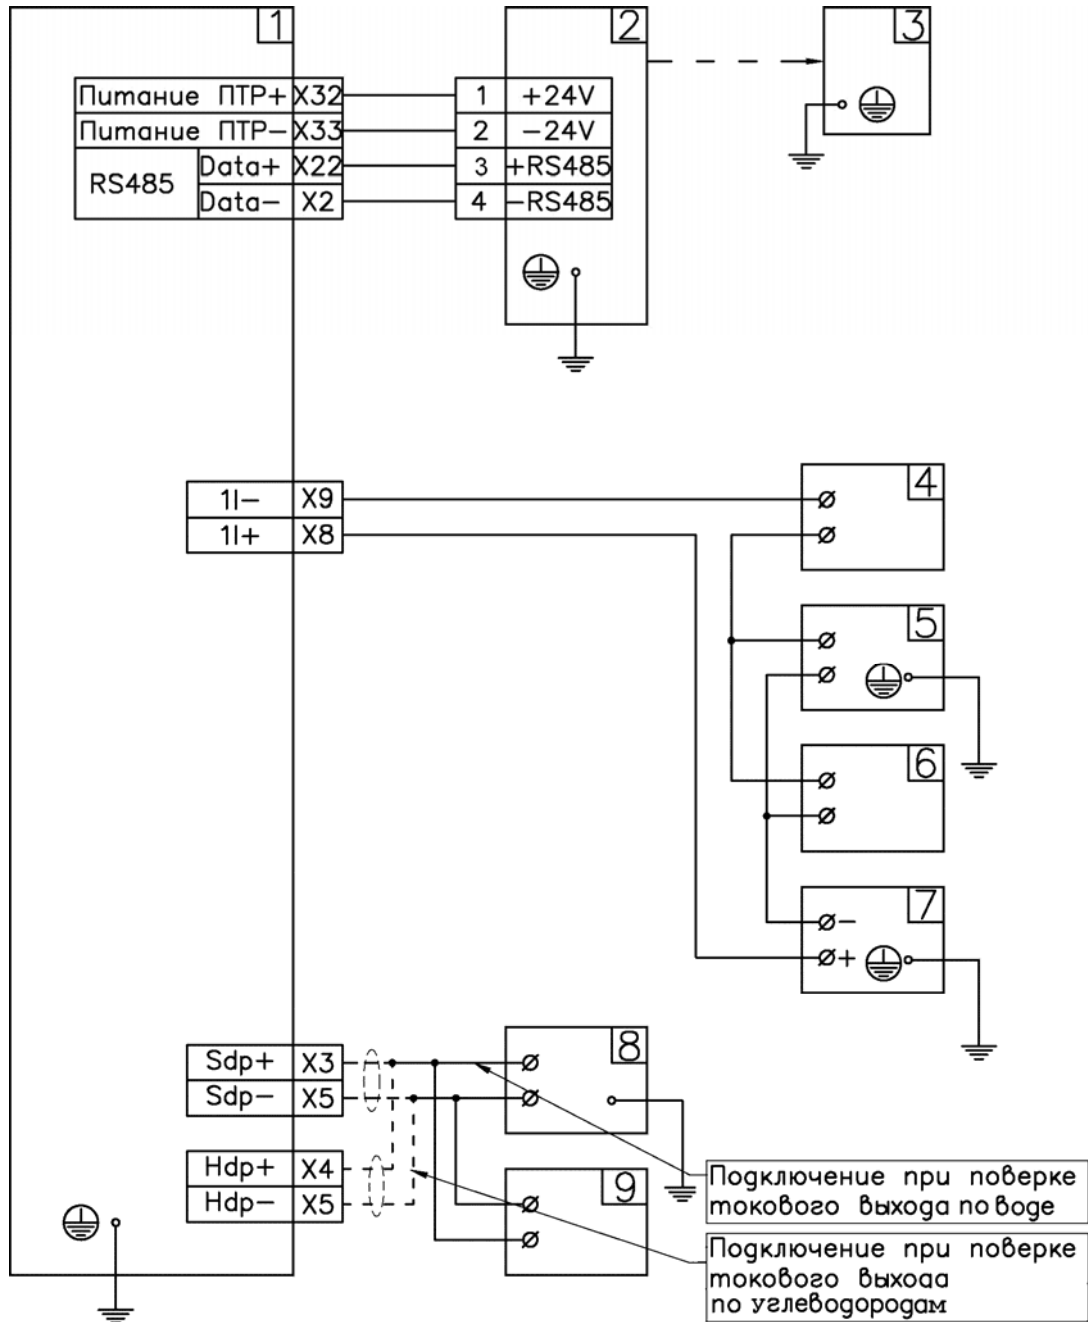 1
2
3
Питание ПТР+ X32
Питание ПТР− X33
RS485
Data+ X22
Data− X2
1 +24V
2 −24V
3 +RS485
4 −RS485
1I− X9
1I+ X8
4
5
6
7
−
+
Sdp+ X3
Sdp− X5
Hdp+ X4
Hdp− X5
8
9
Подключение при поверке
токового выхода по воде
Подключение при поверке
токового выхода
по углеводородам